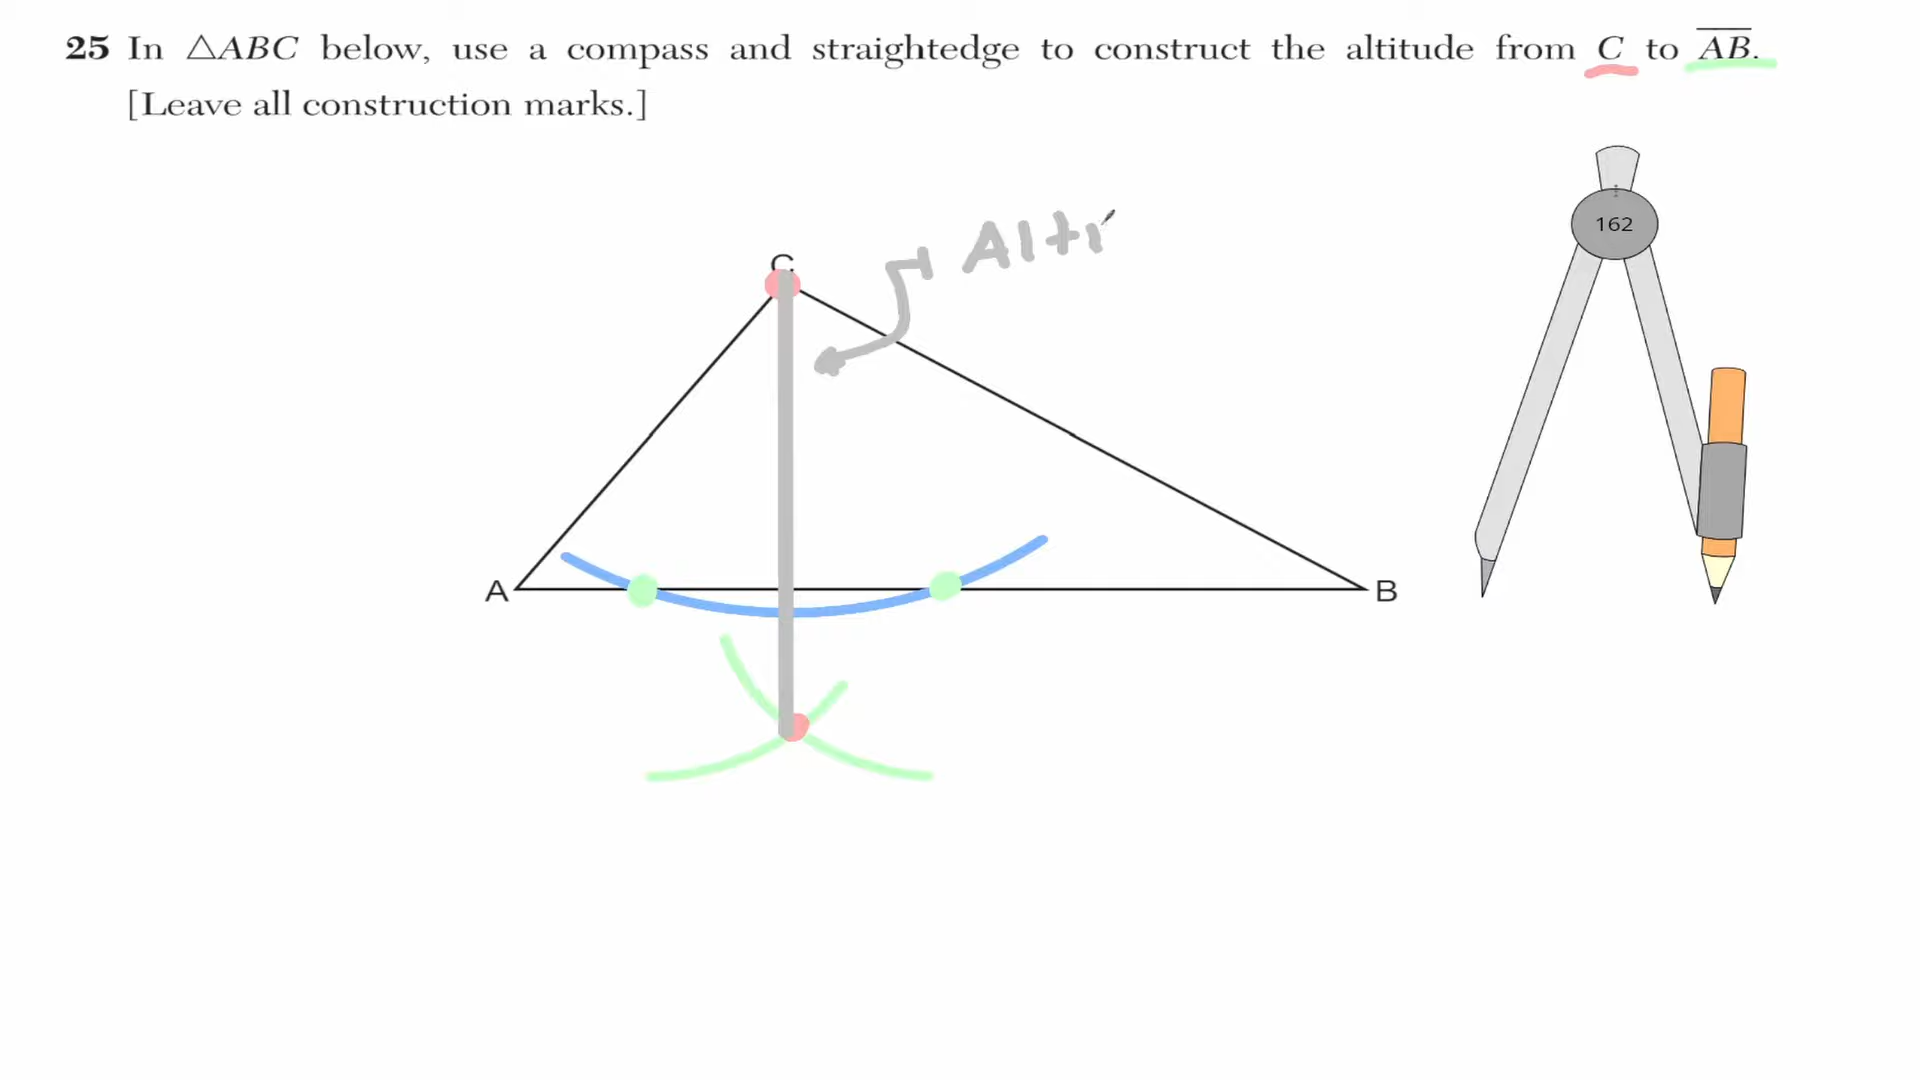 25 In △ABC below, use a compass and straightedge to construct the altitude from C to AB.
[Leave all construction marks.]
162
Alti
C
A
B